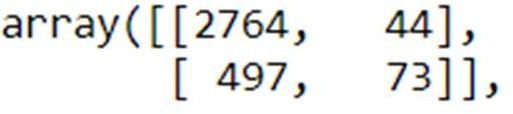 array([[2764,   44],
       [ 497,   73]],